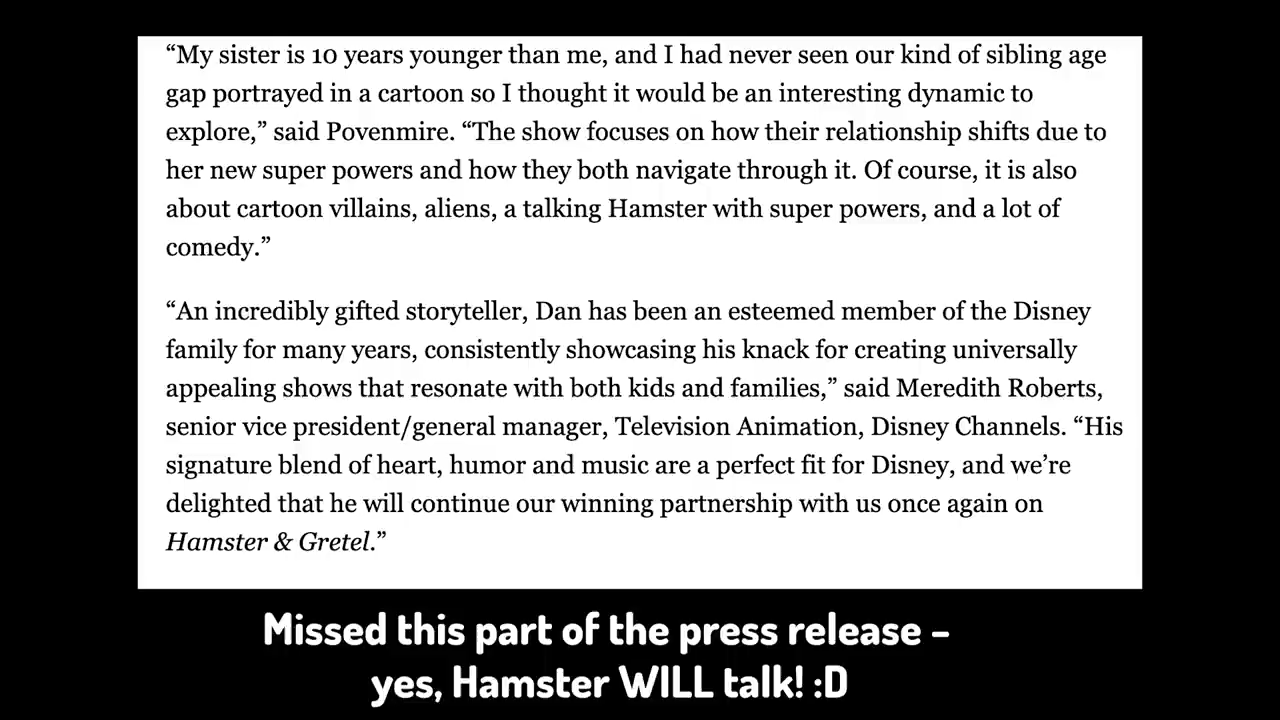 “My sister is 10 years younger than me, and I had never seen our kind of sibling age
gap portrayed in a cartoon so I thought it would be an interesting dynamic to
explore,” said Povenmire. “The show focuses on how their relationship shifts due to
her new super powers and how they both navigate through it. Of course, it is also
about cartoon villains, aliens, a talking Hamster with super powers, and a lot of
comedy.”
“An incredibly gifted storyteller, Dan has been an esteemed member of the Disney
family for many years, consistently showcasing his knack for creating universally
appealing shows that resonate with both kids and families,” said Meredith Roberts,
senior vice president/general manager, Television Animation, Disney Channels. “His
signature blend of heart, humor and music are a perfect fit for Disney, and we’re
delighted that he will continue our winning partnership with us once again on
Hamster & Gretel.”
Missed this part of the press release –
yes, Hamster WILL talk! :D